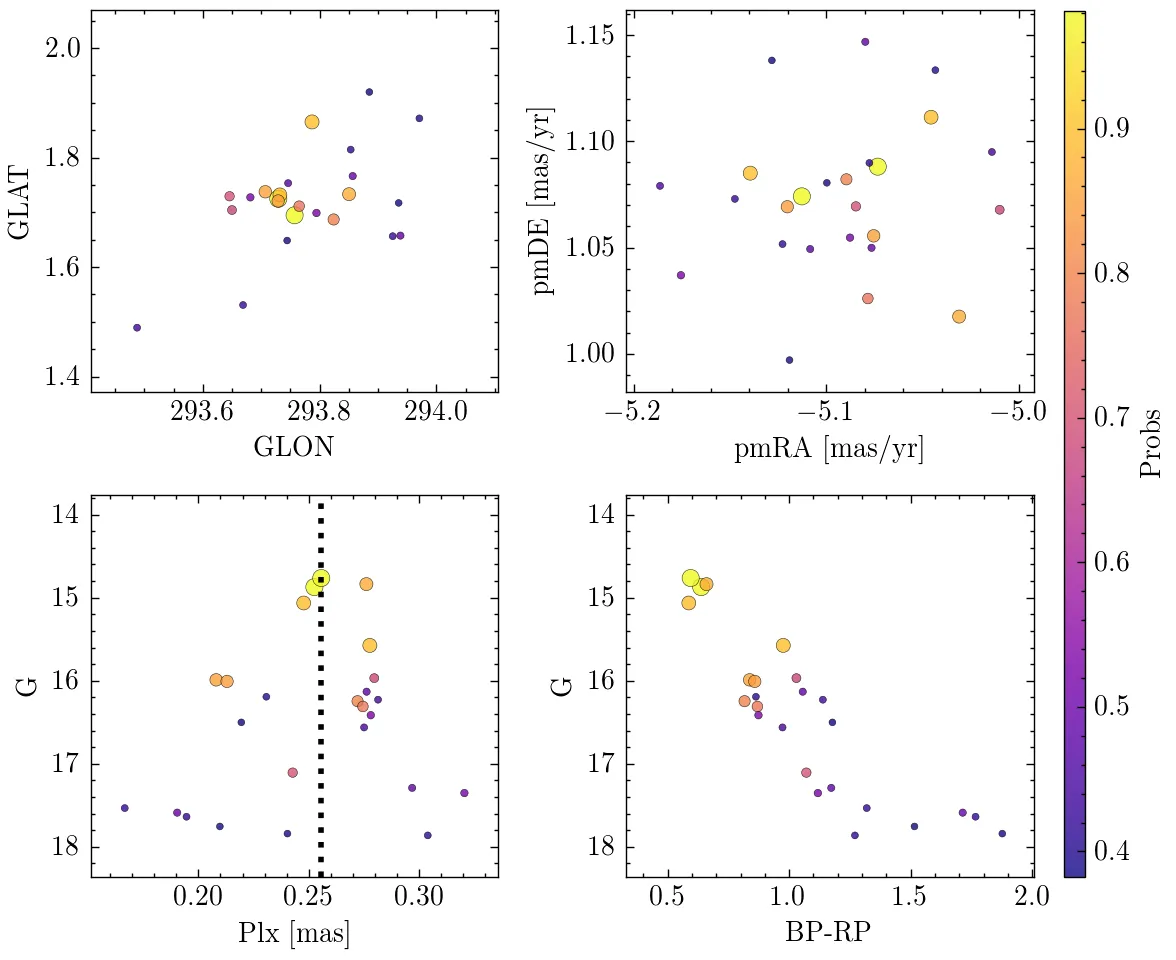 2.0
1.8
1.6
1.4
GLAT
293.6 293.8 294.0
GLON
1.15
1.10
1.05
1.00
pmDE [mas/yr]
−5.2 −5.1 −5.0
pmRA [mas/yr]
14
15
16
17
18
G
0.20 0.25 0.30
Plx [mas]
14
15
16
17
18
G
0.5 1.0 1.5 2.0
BP-RP
0.9
0.8
0.7
0.6
0.5
0.4
Probs